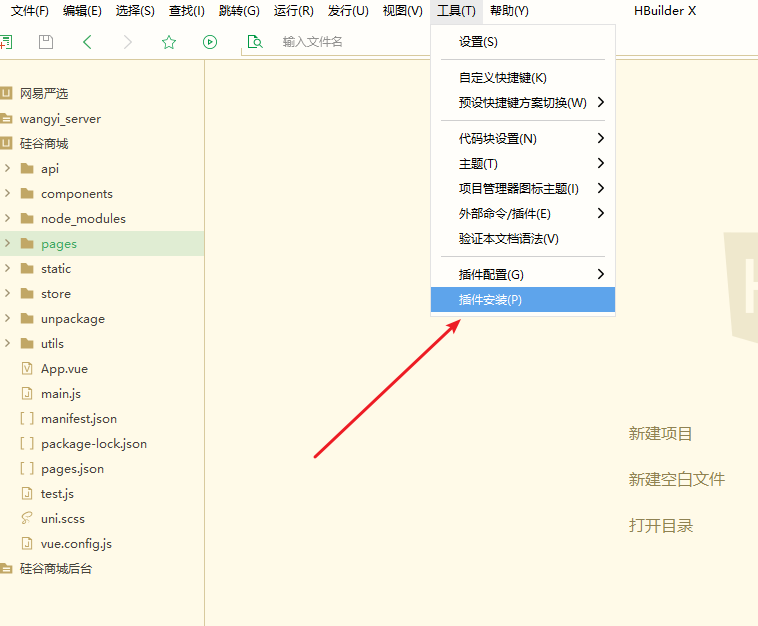 文件(F) 编辑(E) 选择(S) 查找(I) 跳转(G) 运行(R) 发行(U) 视图(V) 工具(T) 帮助(Y) HBuilder X
输入文件名
网易严选
wangyi_server
硅谷商城
api
components
node_modules
pages
static
store
unpackage
utils
App.vue
main.js
manifest.json
package-lock.json
pages.json
test.js
uni.scss
vue.config.js
硅谷商城后台
设置(S)
自定义快捷键(K)
预设快捷键方案切换(W)
代码块设置(N)
主题(T)
项目管理器图标主题(I)
外部命令/插件(E)
验证本文档语法(V)
插件配置(G)
插件安装(P)
新建项目
新建空白文件
打开目录